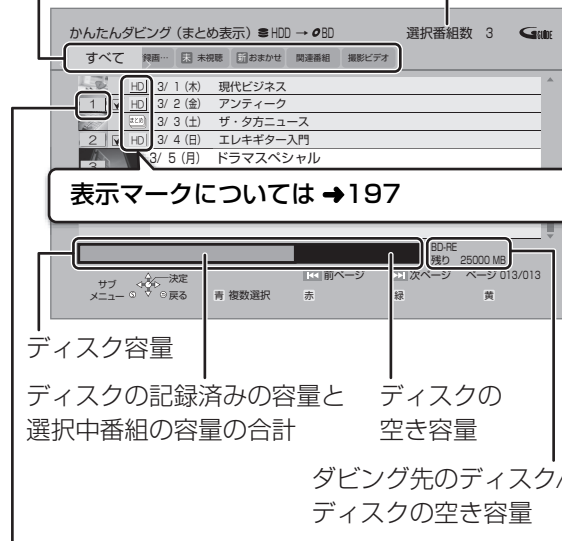 かんたんダビング（まとめ表示） HDD → BD 選択番組数 3 G-GUIDE
すべて 録画… 未 未視聴 新 おまかせ 関連番組 撮影ビデオ
HD 3/ 1 (木) 現代ビジネス
1 HD 3/ 2 (金) アンティーク
まとめ 3/ 3 (土) ザ・タ方ニュース
2 HD 3/ 4 (日) エレキギター入門
3 3/ 5 (月) ドラマスペシャル
表示マークについては ➔197
BD-RE
残り 25000 MB
サブ
メニュー
決定
戻る
前ページ 次ページ ページ 013/013
青 複数選択 赤 緑 黄
ディスク容量
ディスクの記録済みの容量と
選択中番組の容量の合計
ディスクの
空き容量
ダビング先のディスク/
ディスクの空き容量